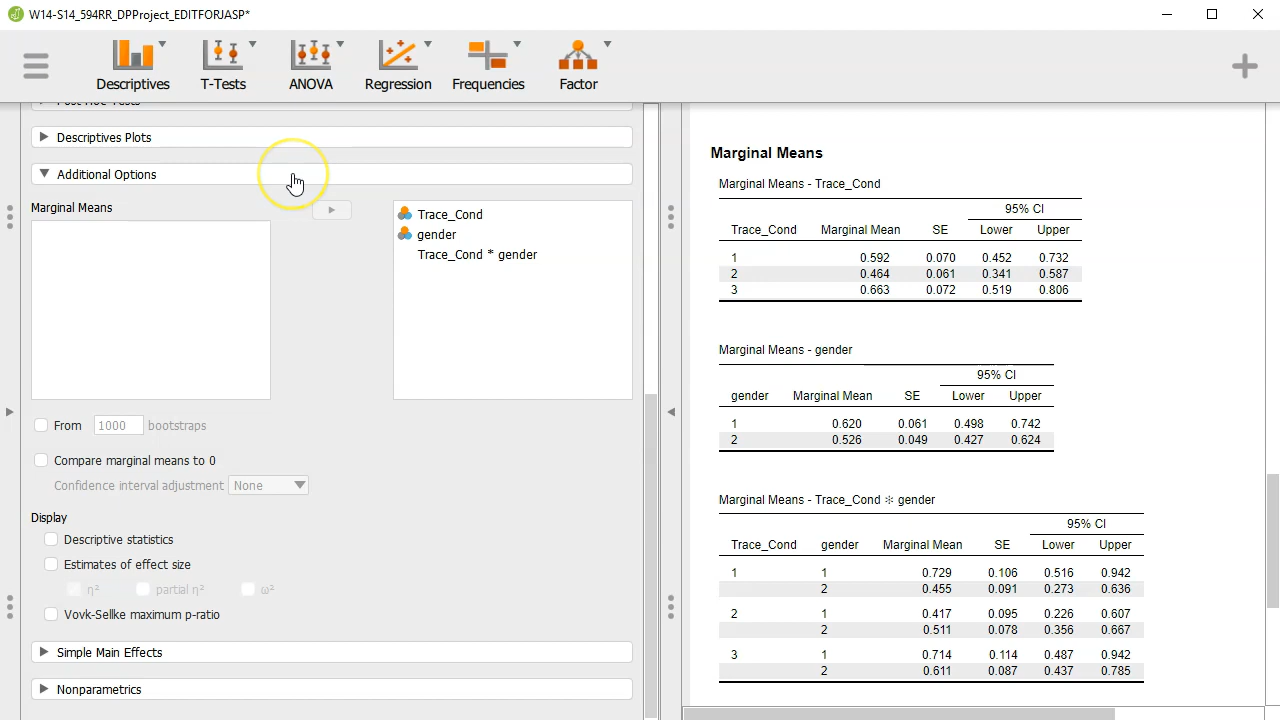 W14-S14_594RR_DPProject_EDITFORJASP*
Descriptives T-Tests ANOVA Regression Frequencies Factor
Post Hoc Tests
Descriptives Plots
Additional Options
Marginal Means
Trace_Cond
gender
Trace_Cond * gender
From 1000 bootstraps
Compare marginal means to 0
Confidence interval adjustment None
Display
Descriptive statistics
Estimates of effect size
η² partial η² ω²
Vovk-Sellke maximum p-ratio
Simple Main Effects
Nonparametrics
Marginal Means
Marginal Means - Trace_Cond
95% CI
Trace_Cond Marginal Mean SE Lower Upper
1 0.592 0.070 0.452 0.732
2 0.464 0.061 0.341 0.587
3 0.663 0.072 0.519 0.806
Marginal Means - gender
95% CI
gender Marginal Mean SE Lower Upper
1 0.620 0.061 0.498 0.742
2 0.526 0.049 0.427 0.624
Marginal Means - Trace_Cond ✻ gender
95% CI
Trace_Cond gender Marginal Mean SE Lower Upper
1 1 0.729 0.106 0.516 0.942
2 0.455 0.091 0.273 0.636
2 1 0.417 0.095 0.226 0.607
2 0.511 0.078 0.356 0.667
3 1 0.714 0.114 0.487 0.942
2 0.611 0.087 0.437 0.785